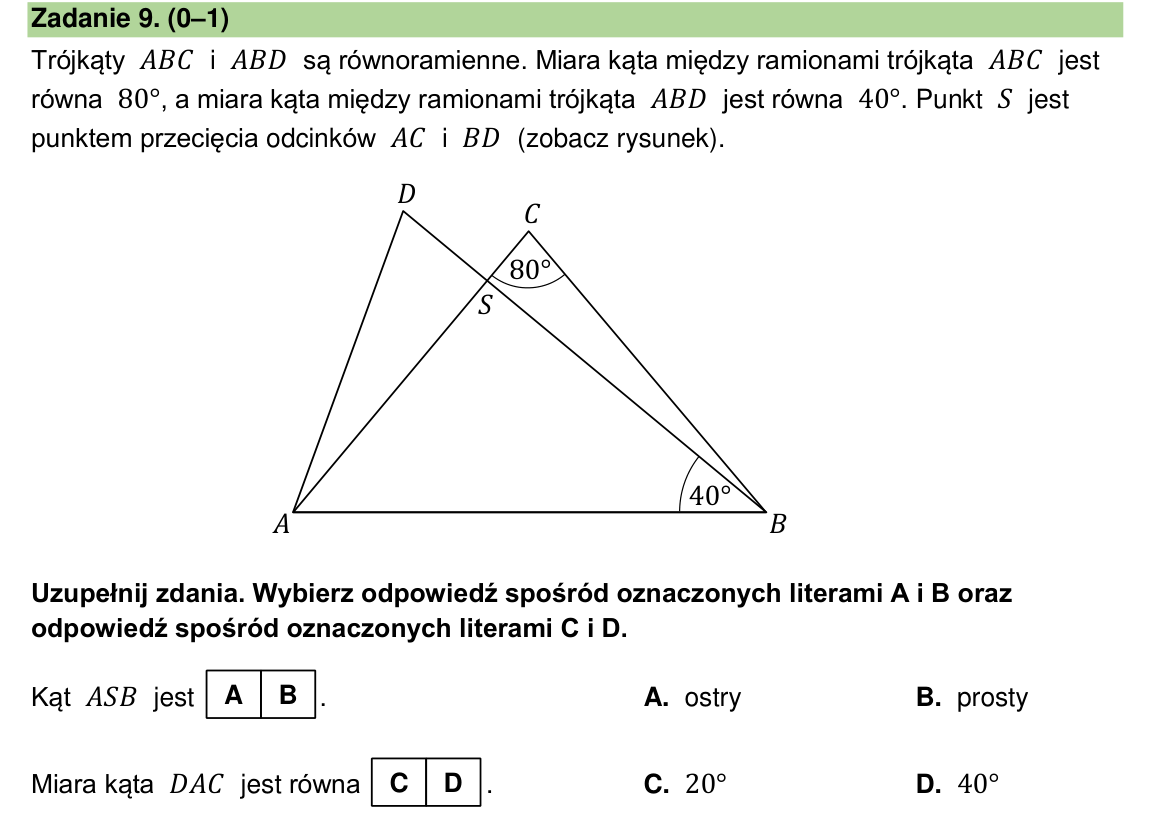 Zadanie 9. (0–1)
Trójkąty ABC i ABD są równoramienne. Miara kąta między ramionami trójkąta ABC jest
równa 80°, a miara kąta między ramionami trójkąta ABD jest równa 40°. Punkt S jest
punktem przecięcia odcinków AC i BD (zobacz rysunek).
D
C
80°
S
40°
A
B
Uzupełnij zdania. Wybierz odpowiedź spośród oznaczonych literami A i B oraz
odpowiedź spośród oznaczonych literami C i D.
Kąt ASB jest A B . A. ostry B. prosty
Miara kąta DAC jest równa C D . C. 20° D. 40°